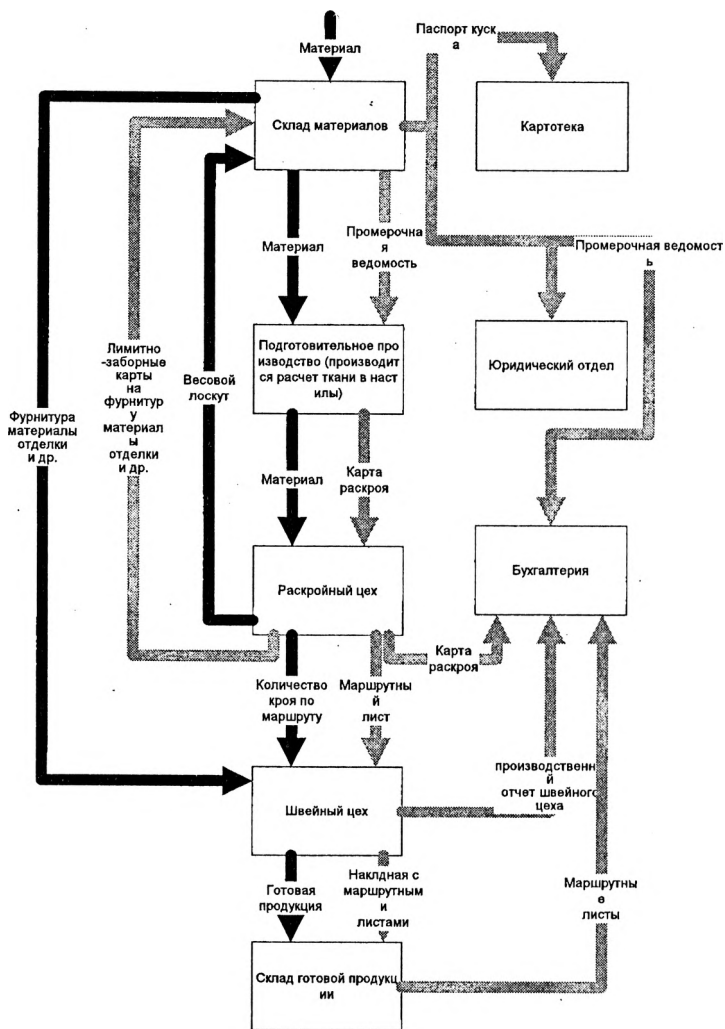 Паспорт куск
а
Материал
Склад материалов
Картотека
Материал
Промерочна
я
ведомость
Промерочная ведомост
ь
Лимитно
-заборные
карты
на
фурнитур
у
материал
ы
отделки
и др.
Весовой
лоскут
Подготовительное про
изводство (производит
ся расчет ткани в наст
илы)
Юридический отдел
Фурнитура
материалы
отделки
и др.
Материал
Карта
раскроя
Раскройный цех
Бухгалтерия
Карта
раскроя
Количество
кроя по
маршруту
Маршрутны
й
лист
Швейный цех
производственны
й
отчет швейного
цеха
Готовая
продукция
Накладная с
маршрутным
и
листами
Маршрутны
е
листы
Склад готовой продукц
ии